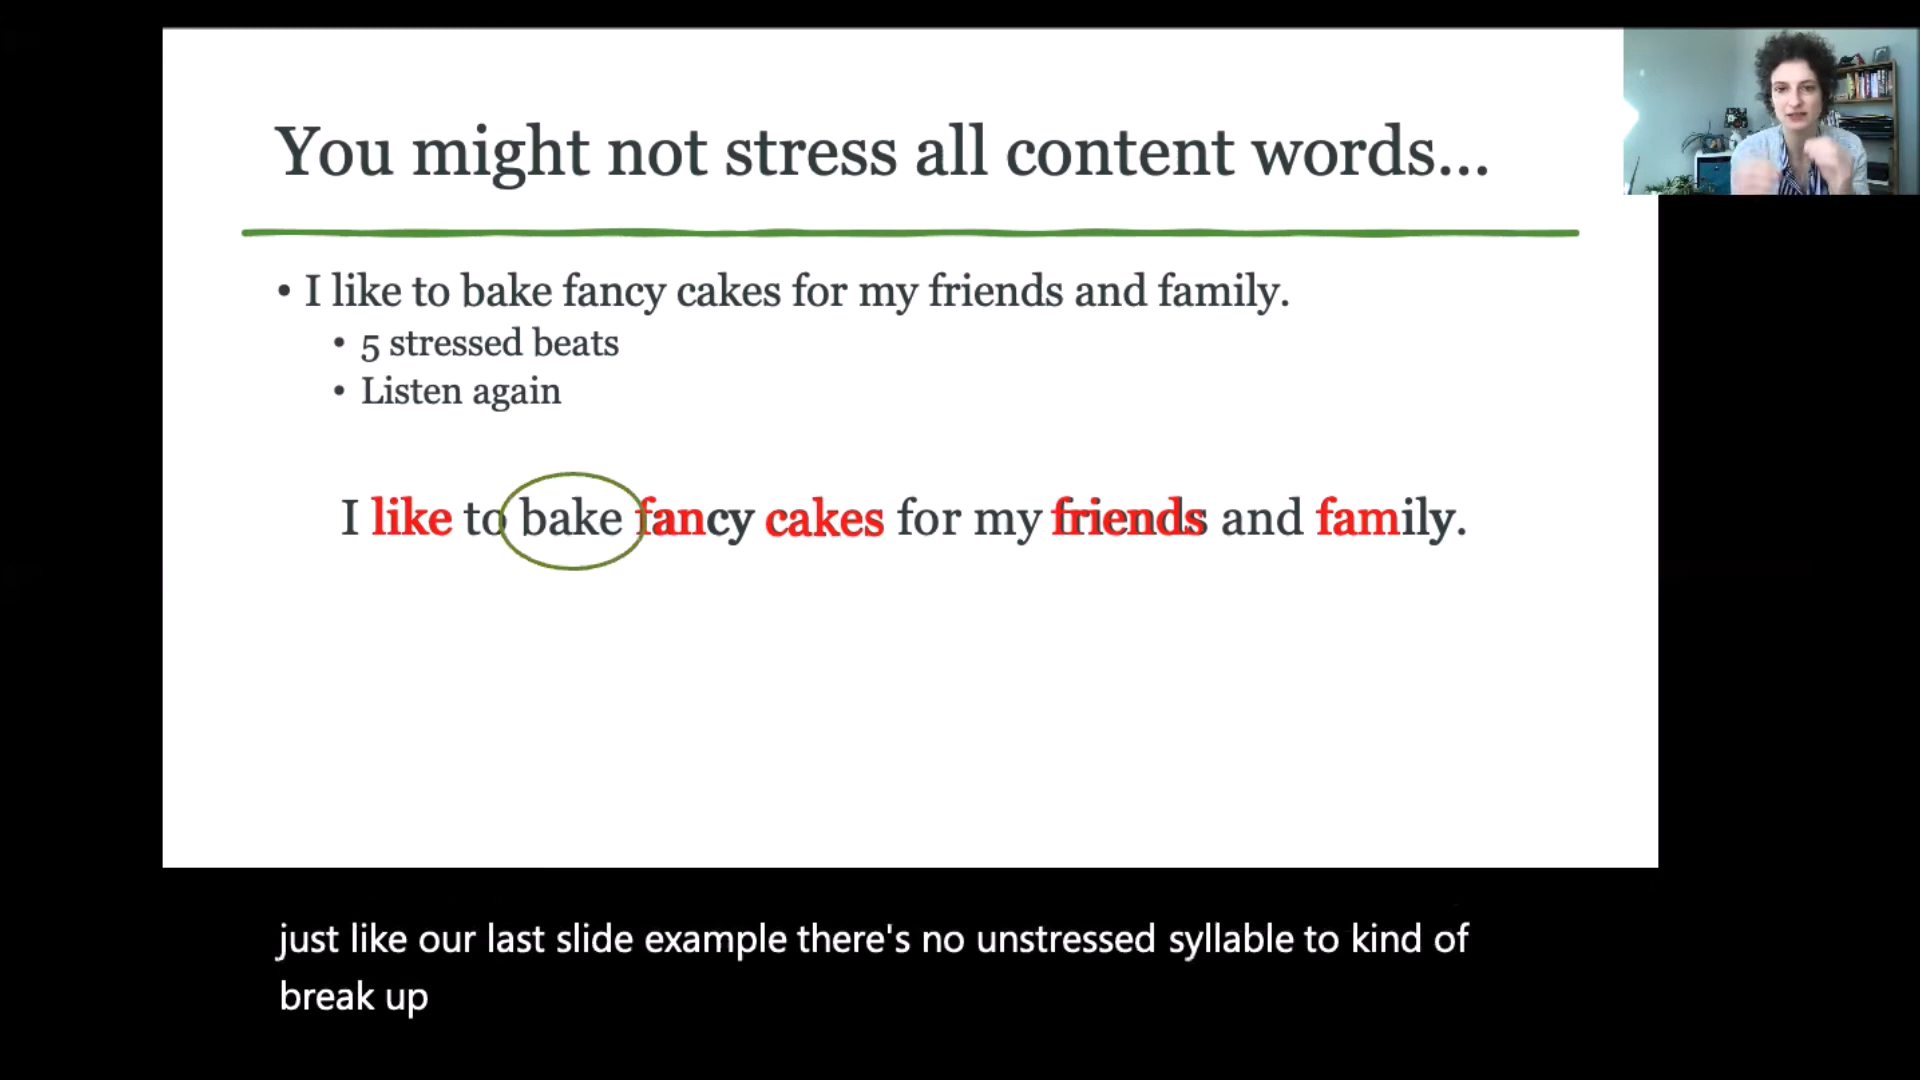 You might not stress all content words...
• I like to bake fancy cakes for my friends and family.
• 5 stressed beats
• Listen again
I like to bake fancy cakes for my friends and family.
just like our last slide example there's no unstressed syllable to kind of
break up